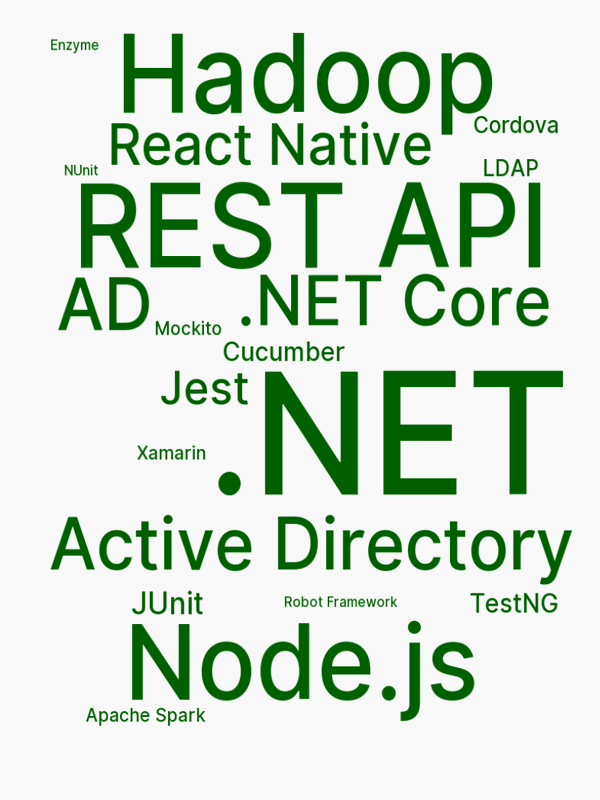 Enzyme
Hadoop
Cordova
React Native
LDAP
NUnit
REST API
AD
.NET Core
Mockito
Cucumber
Jest
.NET
Xamarin
Active Directory
JUnit
Robot Framework
TestNG
Node.js
Apache Spark